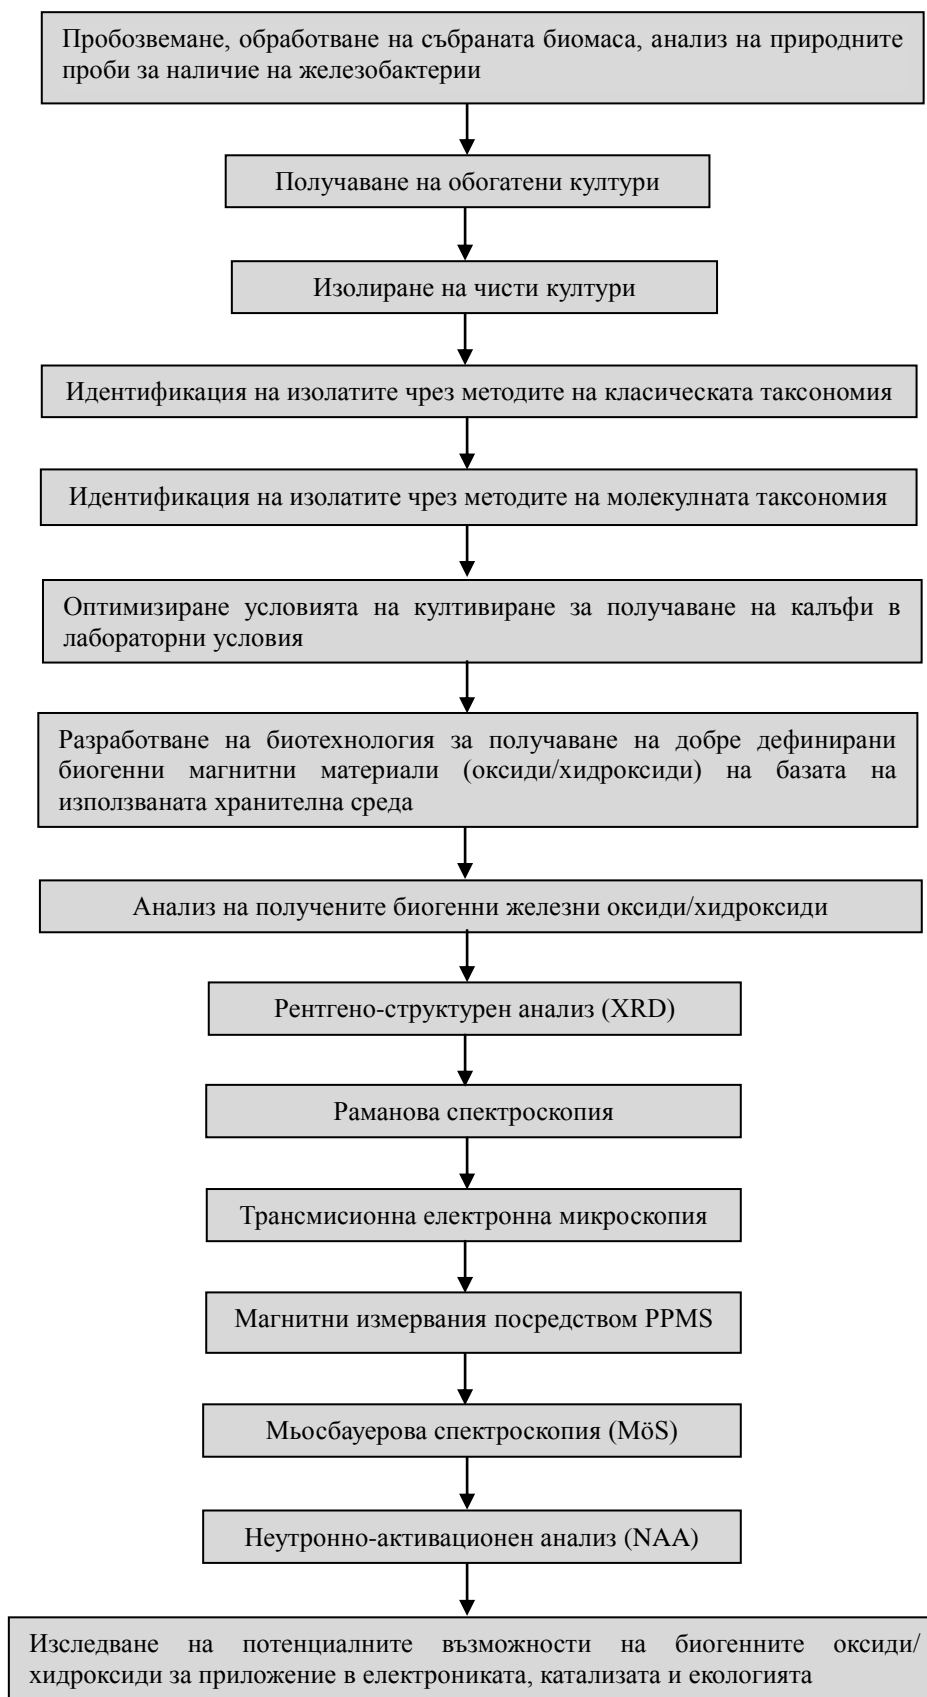 Пробозвемане, обработване на събраната биомаса, анализ на природните
проби за наличие на железобактерии
Получаване на обогатени култури
Изолиране на чисти култури
Идентификация на изолатите чрез методите на класическата таксономия
Идентификация на изолатите чрез методите на молекулната таксономия
Оптимизиране условията на култивиране за получаване на калъфи в
лабораторни условия
Разработване на биотехнология за получаване на добре дефинирани
биогенни магнитни материали (оксиди/хидроксиди) на базата на
използваната хранителна среда
Анализ на получените биогенни железни оксиди/хидроксиди
Рентгено-структурен анализ (XRD)
Раманова спектроскопия
Трансмисионна електронна микроскопия
Магнитни измервания посредством PPMS
Мьосбауерова спектроскопия (MöS)
Неутронно-активационен анализ (NAA)
Изследване на потенциалните възможности на биогенните оксиди/
хидроксиди за приложение в електрониката, катализата и екологията